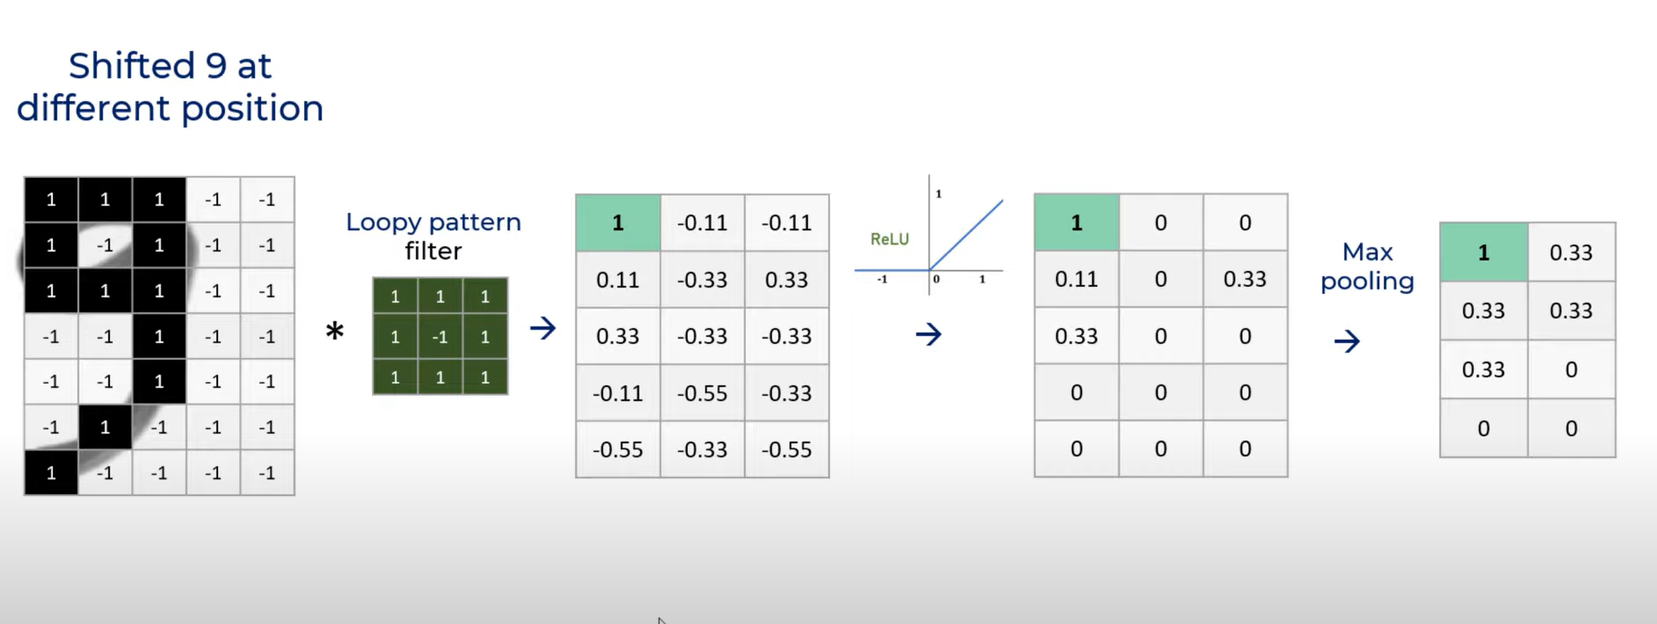 Shifted 9 at
different position
1 1 1 -1 -1
1 -1 1 -1 -1
1 1 1 -1 -1
-1 -1 1 -1 -1
-1 -1 1 -1 -1
-1 1 -1 -1 -1
1 -1 -1 -1 -1
*
Loopy pattern
filter
1 1 1
1 -1 1
1 1 1
→
1 -0.11 -0.11
0.11 -0.33 0.33
0.33 -0.33 -0.33
-0.11 -0.55 -0.33
-0.55 -0.33 -0.55
ReLU
1
-1 0 1
→
1 0 0
0.11 0 0.33
0.33 0 0
0 0 0
0 0 0
Max
pooling
→
1 0.33
0.33 0.33
0.33 0
0 0